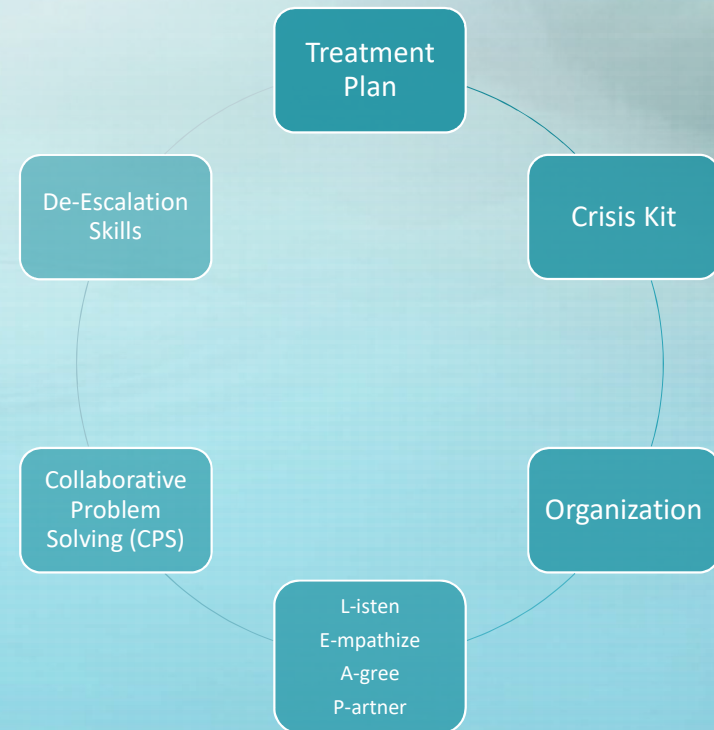 Treatment
Plan
Crisis Kit
Organization
L-isten
E-mpathize
A-gree
P-artner
Collaborative
Problem
Solving (CPS)
De-Escalation
Skills